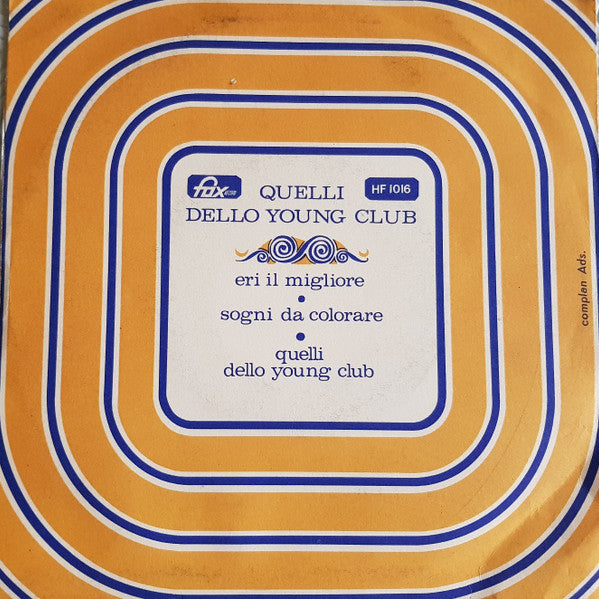 fox
HF 1016
QUELLI
DELLO YOUNG CLUB
eri il migliore
sogni da colorare
quelli
dello young club
complan Ads.